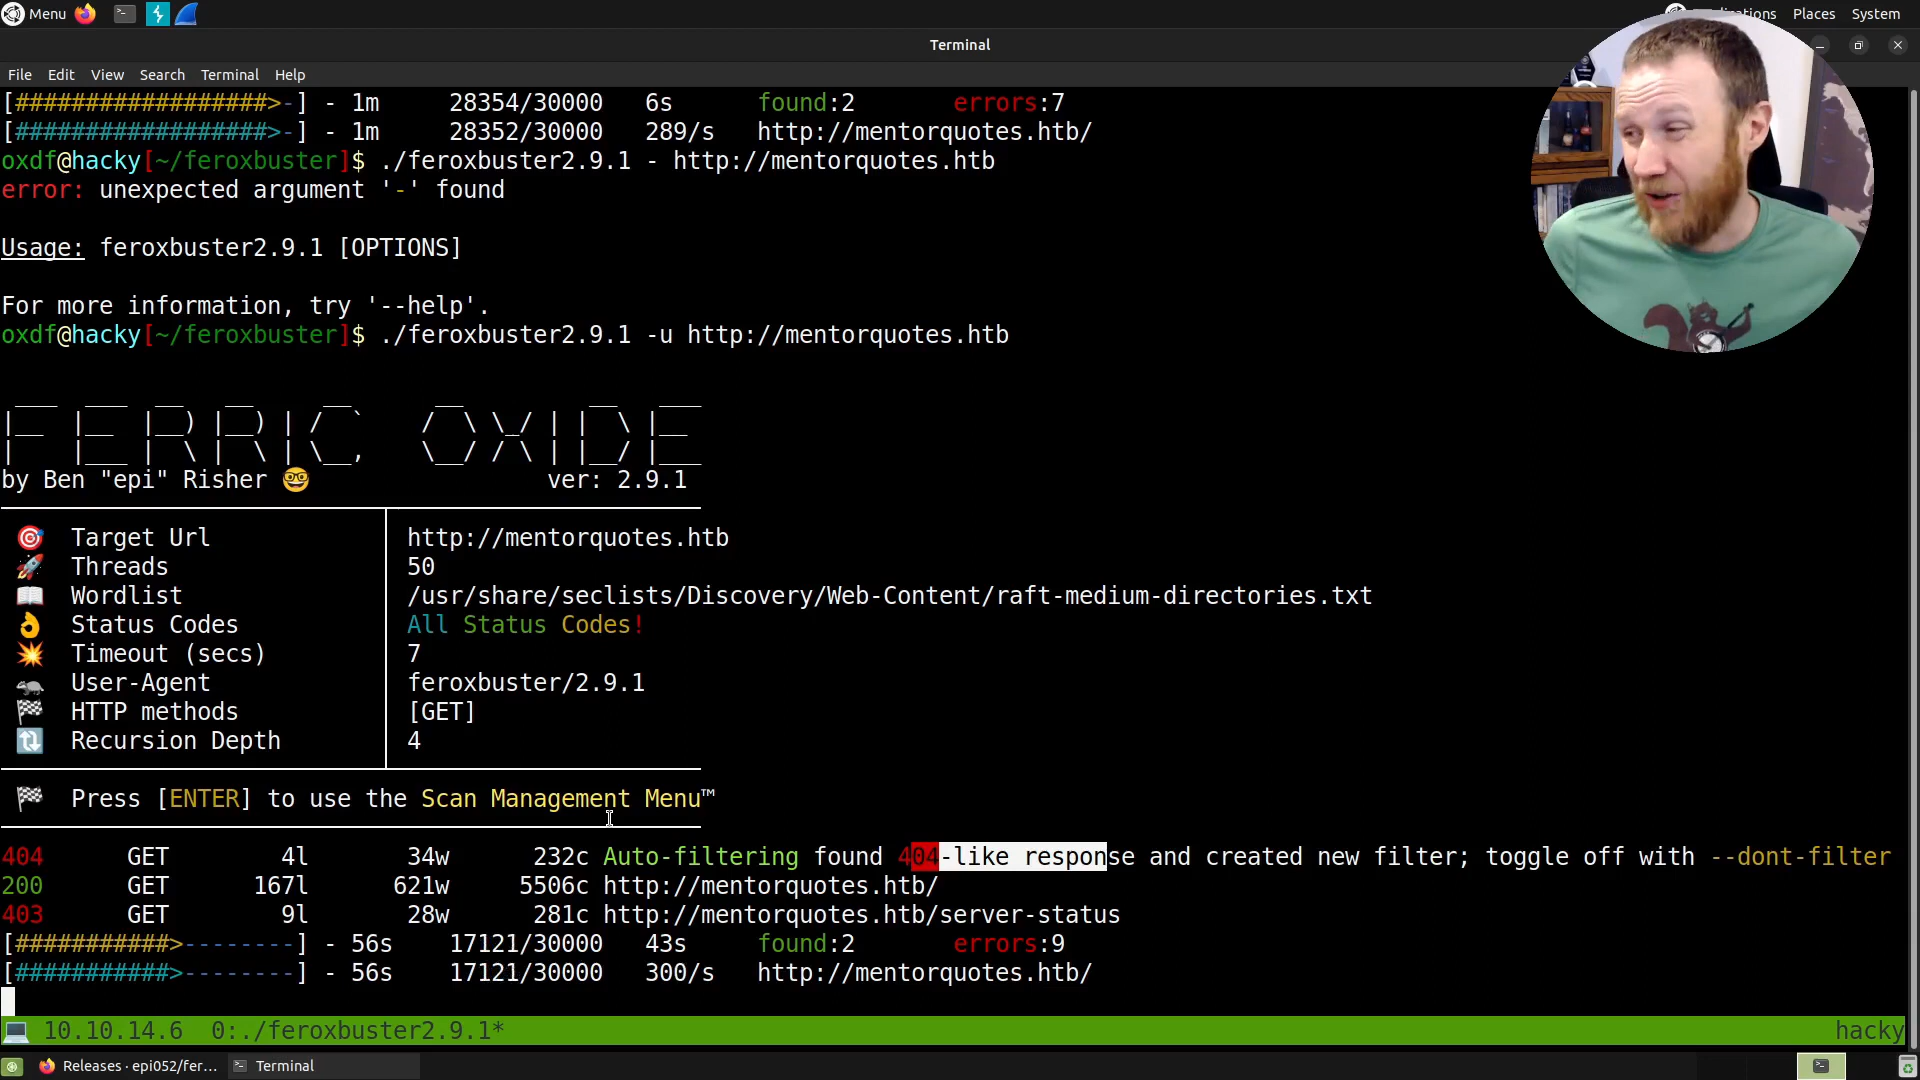 Menu
Applications Places System
Terminal
File Edit View Search Terminal Help
[##################>-] - 1m 28354/30000 6s found:2 errors:7
[##################>-] - 1m 28352/30000 289/s http://mentorquotes.htb/
oxdf@hacky[~/feroxbuster]$ ./feroxbuster2.9.1 - http://mentorquotes.htb
error: unexpected argument '-' found
Usage: feroxbuster2.9.1 [OPTIONS]
For more information, try '--help'.
oxdf@hacky[~/feroxbuster]$ ./feroxbuster2.9.1 -u http://mentorquotes.htb
FERRIC OXIDE
by Ben "epi" Risher 🤓 ver: 2.9.1
🎯 Target Url │ http://mentorquotes.htb
🚀 Threads │ 50
📖 Wordlist │ /usr/share/seclists/Discovery/Web-Content/raft-medium-directories.txt
👌 Status Codes │ All Status Codes!
💥 Timeout (secs) │ 7
🦡 User-Agent │ feroxbuster/2.9.1
🏁 HTTP methods │ [GET]
🔃 Recursion Depth │ 4
🏁 Press [ENTER] to use the Scan Management Menu™
404 GET 4l 34w 232c Auto-filtering found 404-like response and created new filter; toggle off with --dont-filter
200 GET 167l 621w 5506c http://mentorquotes.htb/
403 GET 9l 28w 281c http://mentorquotes.htb/server-status
[###########>--------] - 56s 17121/30000 43s found:2 errors:9
[###########>--------] - 56s 17121/30000 300/s http://mentorquotes.htb/
💻 10.10.14.6 0:./feroxbuster2.9.1* hacky
Releases · epi052/fer... Terminal